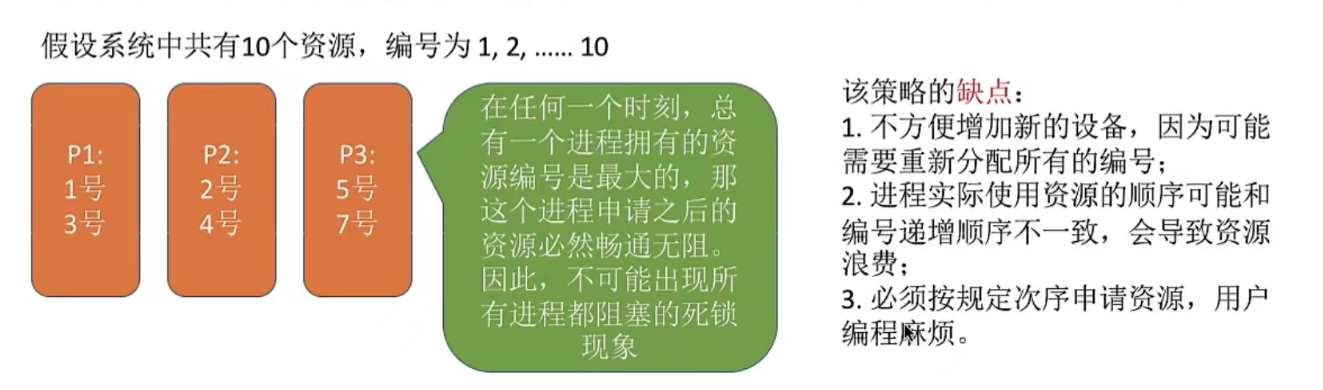 假设系统中共有10个资源，编号为 1, 2, …… 10
P1:
1号
3号
P2:
2号
4号
P3:
5号
7号
在任何一个时刻，总
有一个进程拥有的资
源编号是最大的，那
这个进程申请之后的
资源必然畅通无阻。
因此，不可能出现所
有进程都阻塞的死锁
现象
该策略的缺点：
1. 不方便增加新的设备，因为可能
需要重新分配所有的编号；
2. 进程实际使用资源的顺序可能和
编号递增顺序不一致，会导致资源
浪费；
3. 必须按规定次序申请资源，用户
编程麻烦。